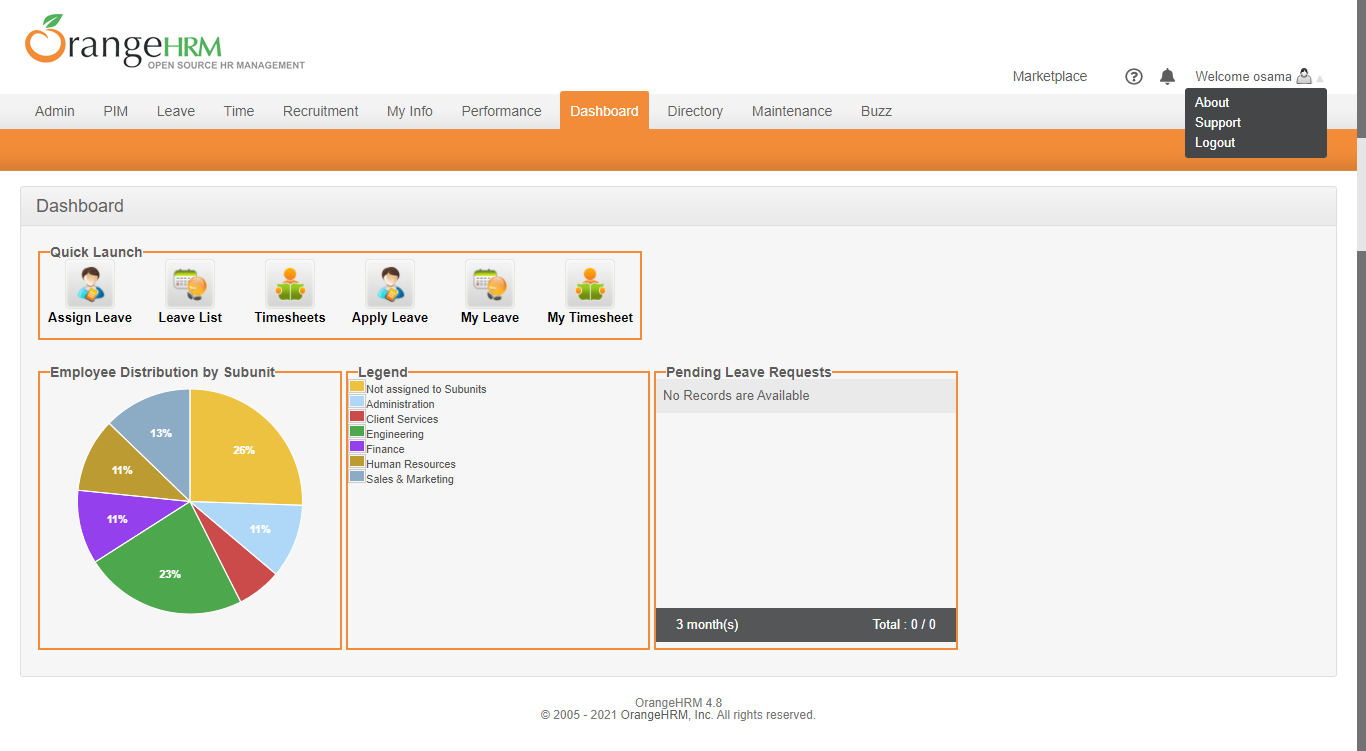 OrangeHRM
OPEN SOURCE HR MANAGEMENT
Marketplace
?
Welcome osama
About
Support
Logout
Admin PIM Leave Time Recruitment My Info Performance Dashboard Directory Maintenance Buzz
Dashboard
Quick Launch
Assign Leave Leave List Timesheets Apply Leave My Leave My Timesheet
Employee Distribution by Subunit
13%
26%
11%
11%
11%
23%
Legend
Not assigned to Subunits
Administration
Client Services
Engineering
Finance
Human Resources
Sales & Marketing
Pending Leave Requests
No Records are Available
3 month(s) Total : 0 / 0
OrangeHRM 4.8
© 2005 - 2021 OrangeHRM, Inc. All rights reserved.